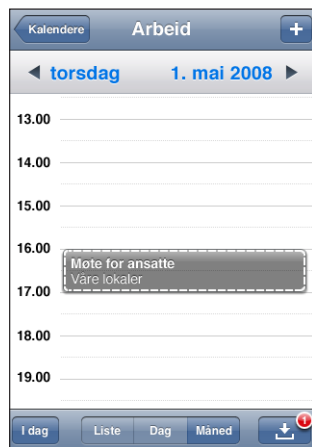 Kalendere Arbeid +
torsdag 1. mai 2008
13.00
14.00
15.00
16.00
Møte for ansatte
Våre lokaler
17.00
18.00
19.00
I dag Liste Dag Måned 1